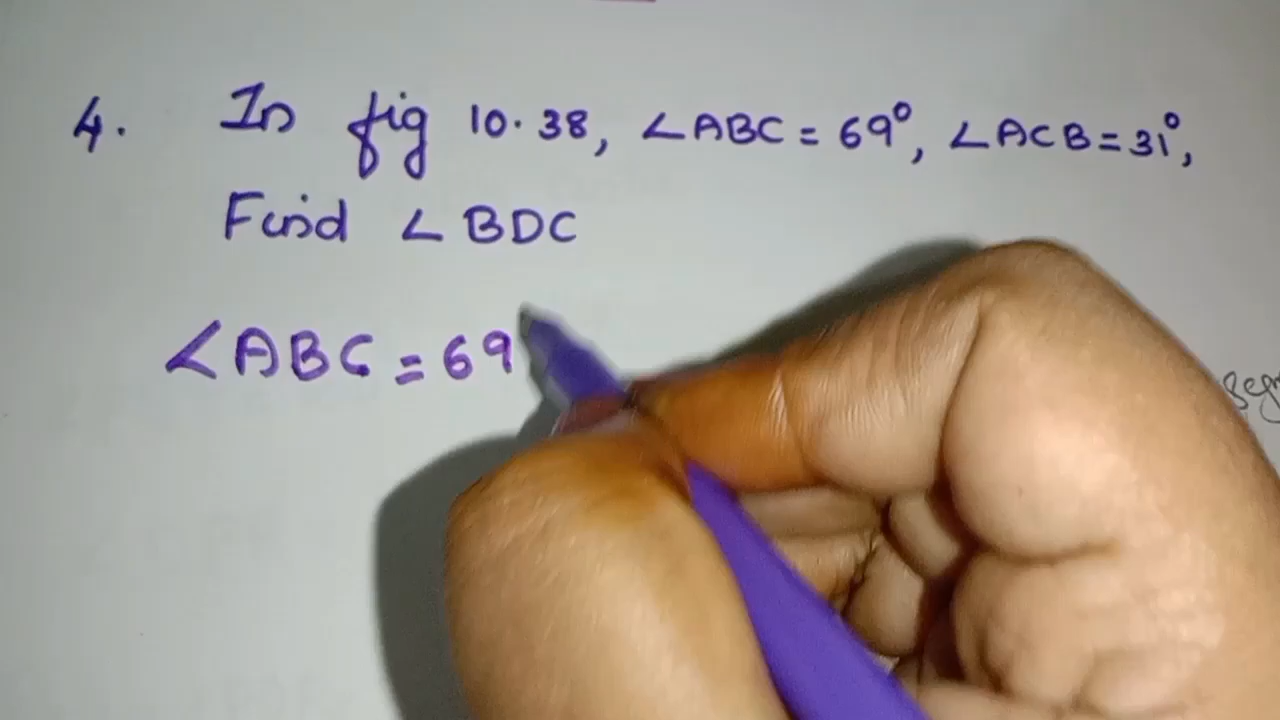 4. In fig 10.38, ∠ABC = 69°, ∠ACB = 31°,
Find ∠BDC
∠ABC = 69